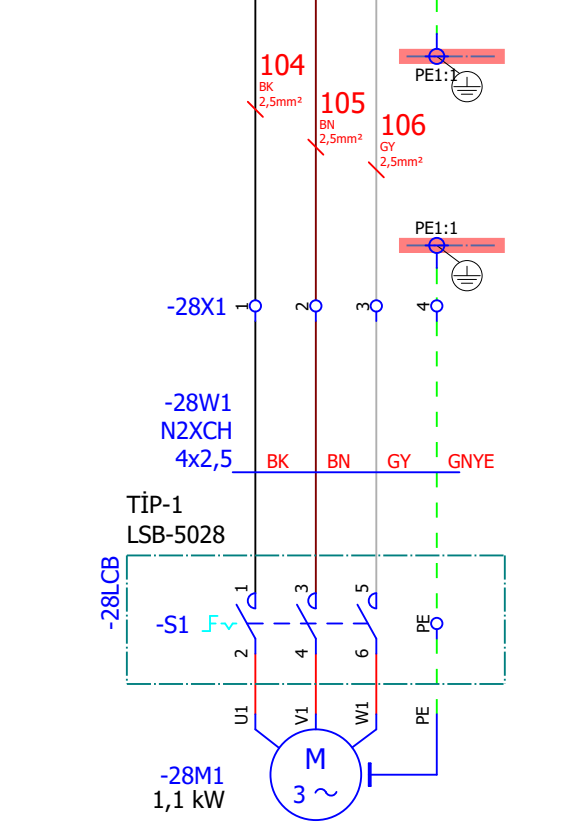 104
BK
2,5mm²
PE1:1
105
BN
2,5mm²
106
GY
2,5mm²
PE1:1
-28X1
1
2
3
4
-28W1
N2XCH
4x2,5
BK
BN
GY
GNYE
TİP-1
LSB-5028
-28LCB
-S1
1
3
5
2
4
6
PE
U1
V1
W1
PE
M
3 ~
-28M1
1,1 kW